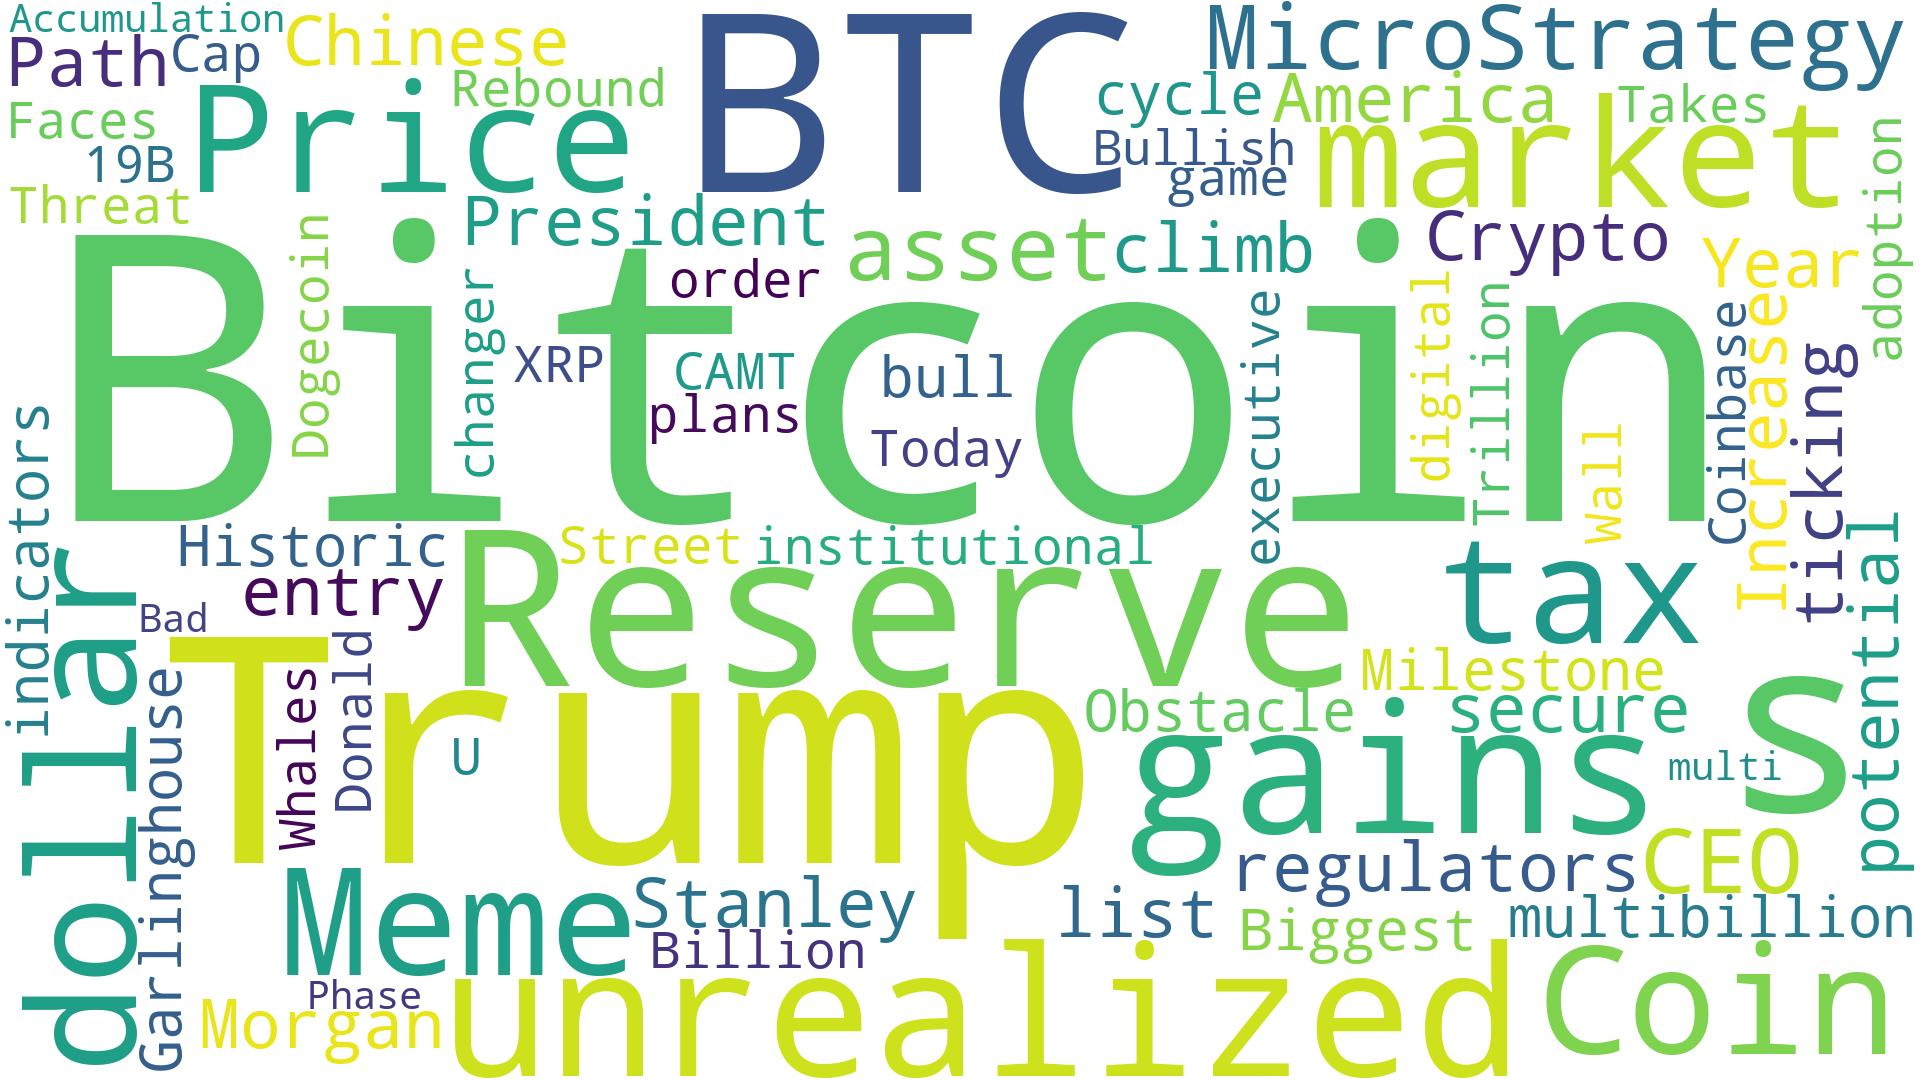 Accumulation
Path
Cap
Chinese
BTC
MicroStrategy
Faces
Price
Rebound
cycle
America
Takes
19B
Bullish
market
game
Threat
President
asset
climb
Crypto
Year
adoption
Bitcoin
Dogecoin
changer
order
XRP
CAMT
plans
bull
Today
executive
digital
Trillion
Wall
Coinbase
Increase
ticking
indicators
Historic
Street
institutional
entry
Reserve
tax
potential
dollar
Bad
Garlinghouse
Trump
Whales
Donald
U
Milestone
Obstacle
secure
s
gains
multi
regulators
CEO
Meme
Stanley
list
Biggest
multibillion
Billion
Phase
Morgan
unrealized
Coin